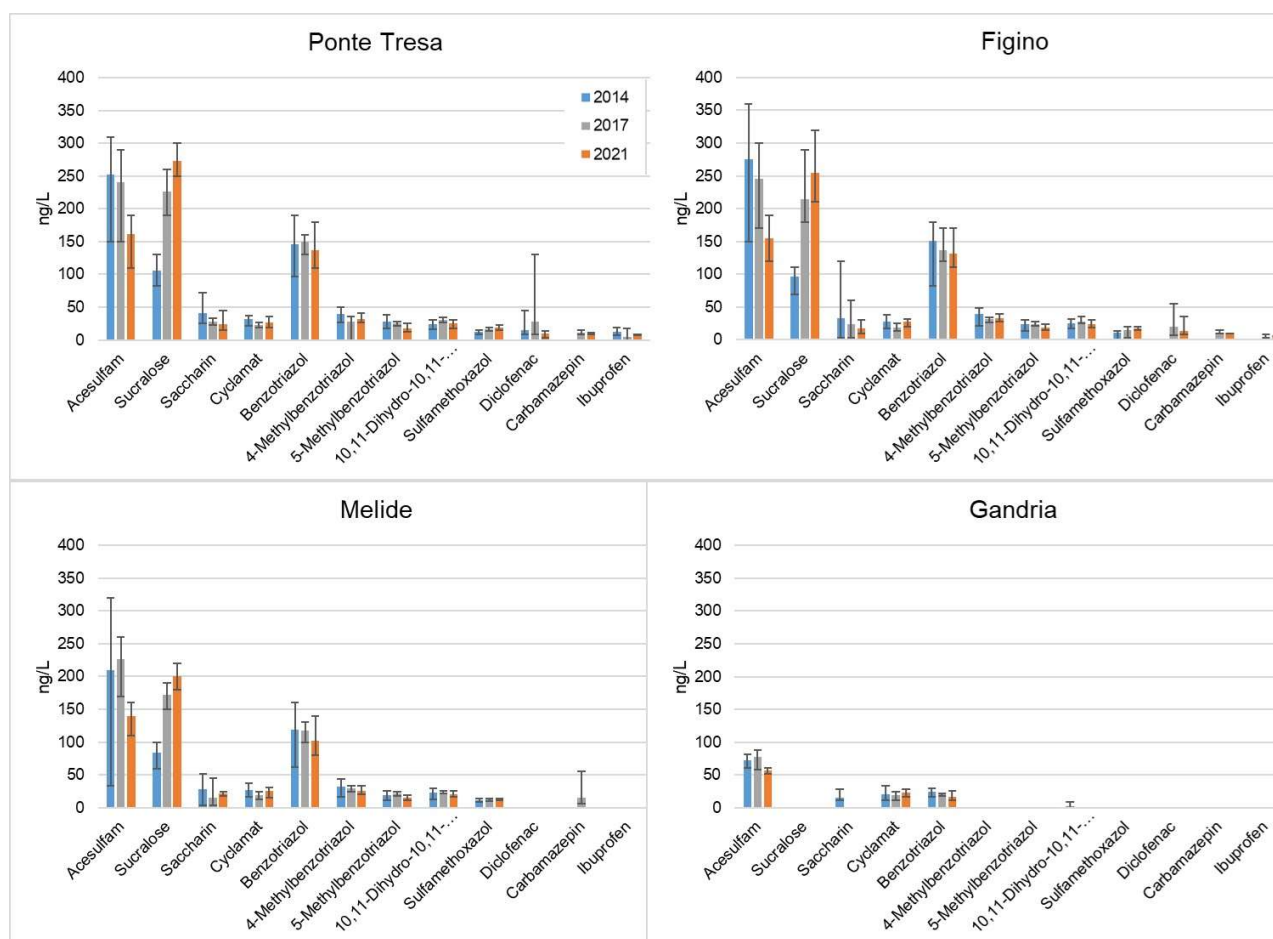 Ponte Tresa
400
350
300
250
200
150
100
50
0
ng/L
2014
2017
2021
Acesulfam
Sucralose
Saccharin
Cyclamat
Benzotriazol
4-Methylbenzotriazol
5-Methylbenzotriazol
10,11-Dihydro-10,11-...
Sulfamethoxazol
Diclofenac
Carbamazepin
Ibuprofen
Figino
400
350
300
250
200
150
100
50
0
ng/L
Acesulfam
Sucralose
Saccharin
Cyclamat
Benzotriazol
4-Methylbenzotriazol
5-Methylbenzotriazol
10,11-Dihydro-10,11-...
Sulfamethoxazol
Diclofenac
Carbamazepin
Ibuprofen
Melide
400
350
300
250
200
150
100
50
0
ng/L
Acesulfam
Sucralose
Saccharin
Cyclamat
Benzotriazol
4-Methylbenzotriazol
5-Methylbenzotriazol
10,11-Dihydro-10,11-...
Sulfamethoxazol
Diclofenac
Carbamazepin
Ibuprofen
Gandria
400
350
300
250
200
150
100
50
0
ng/L
Acesulfam
Sucralose
Saccharin
Cyclamat
Benzotriazol
4-Methylbenzotriazol
5-Methylbenzotriazol
10,11-Dihydro-10,11-...
Sulfamethoxazol
Diclofenac
Carbamazepin
Ibuprofen